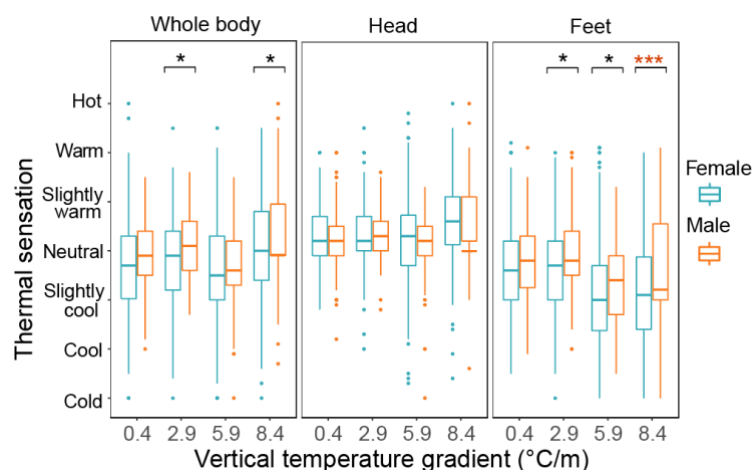 Whole body Head Feet
* * * * ***
Hot
Warm
Slightly
warm
Neutral
Slightly
cool
Cool
Cold
Thermal sensation
Female
Male
0.4 2.9 5.9 8.4 0.4 2.9 5.9 8.4 0.4 2.9 5.9 8.4
Vertical temperature gradient (°C/m)